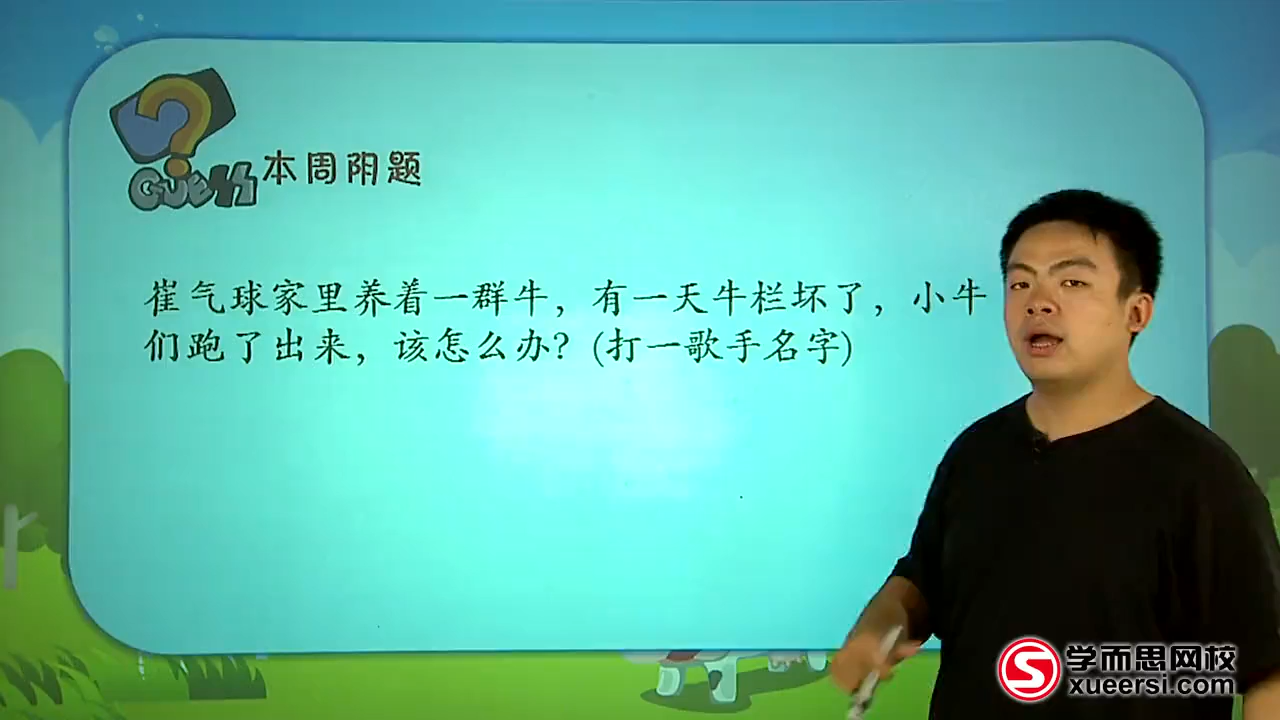 Guess
本周阴题
崔气球家里养着一群牛，有一天牛栏坏了，小牛
们跑了出来，该怎么办？(打一歌手名字)
学而思网校
xueersi.com